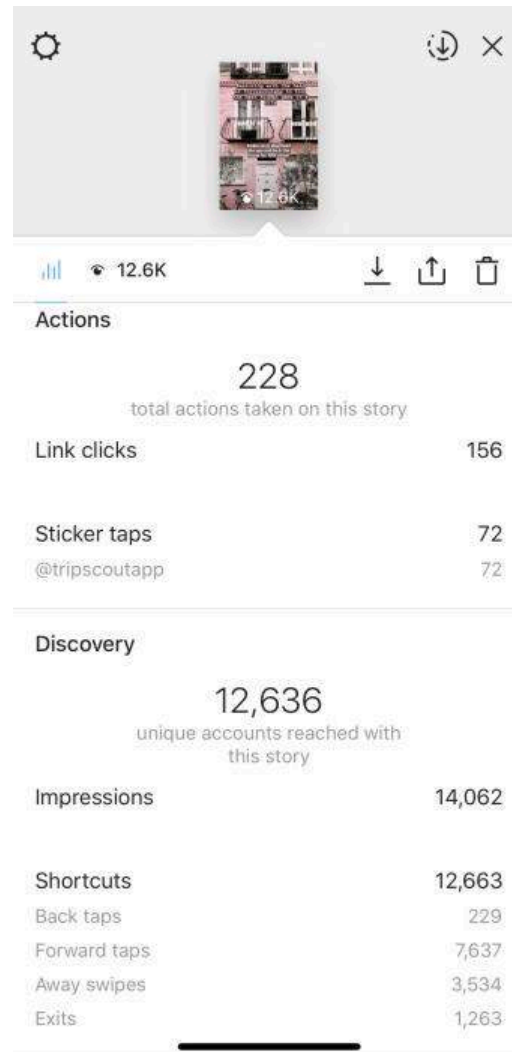 12.6K
12.6K
Actions
228
total actions taken on this story
Link clicks 156
Sticker taps 72
@tripscoutapp 72
Discovery
12,636
unique accounts reached with
this story
Impressions 14,062
Shortcuts 12,663
Back taps 229
Forward taps 7,637
Away swipes 3,534
Exits 1,263